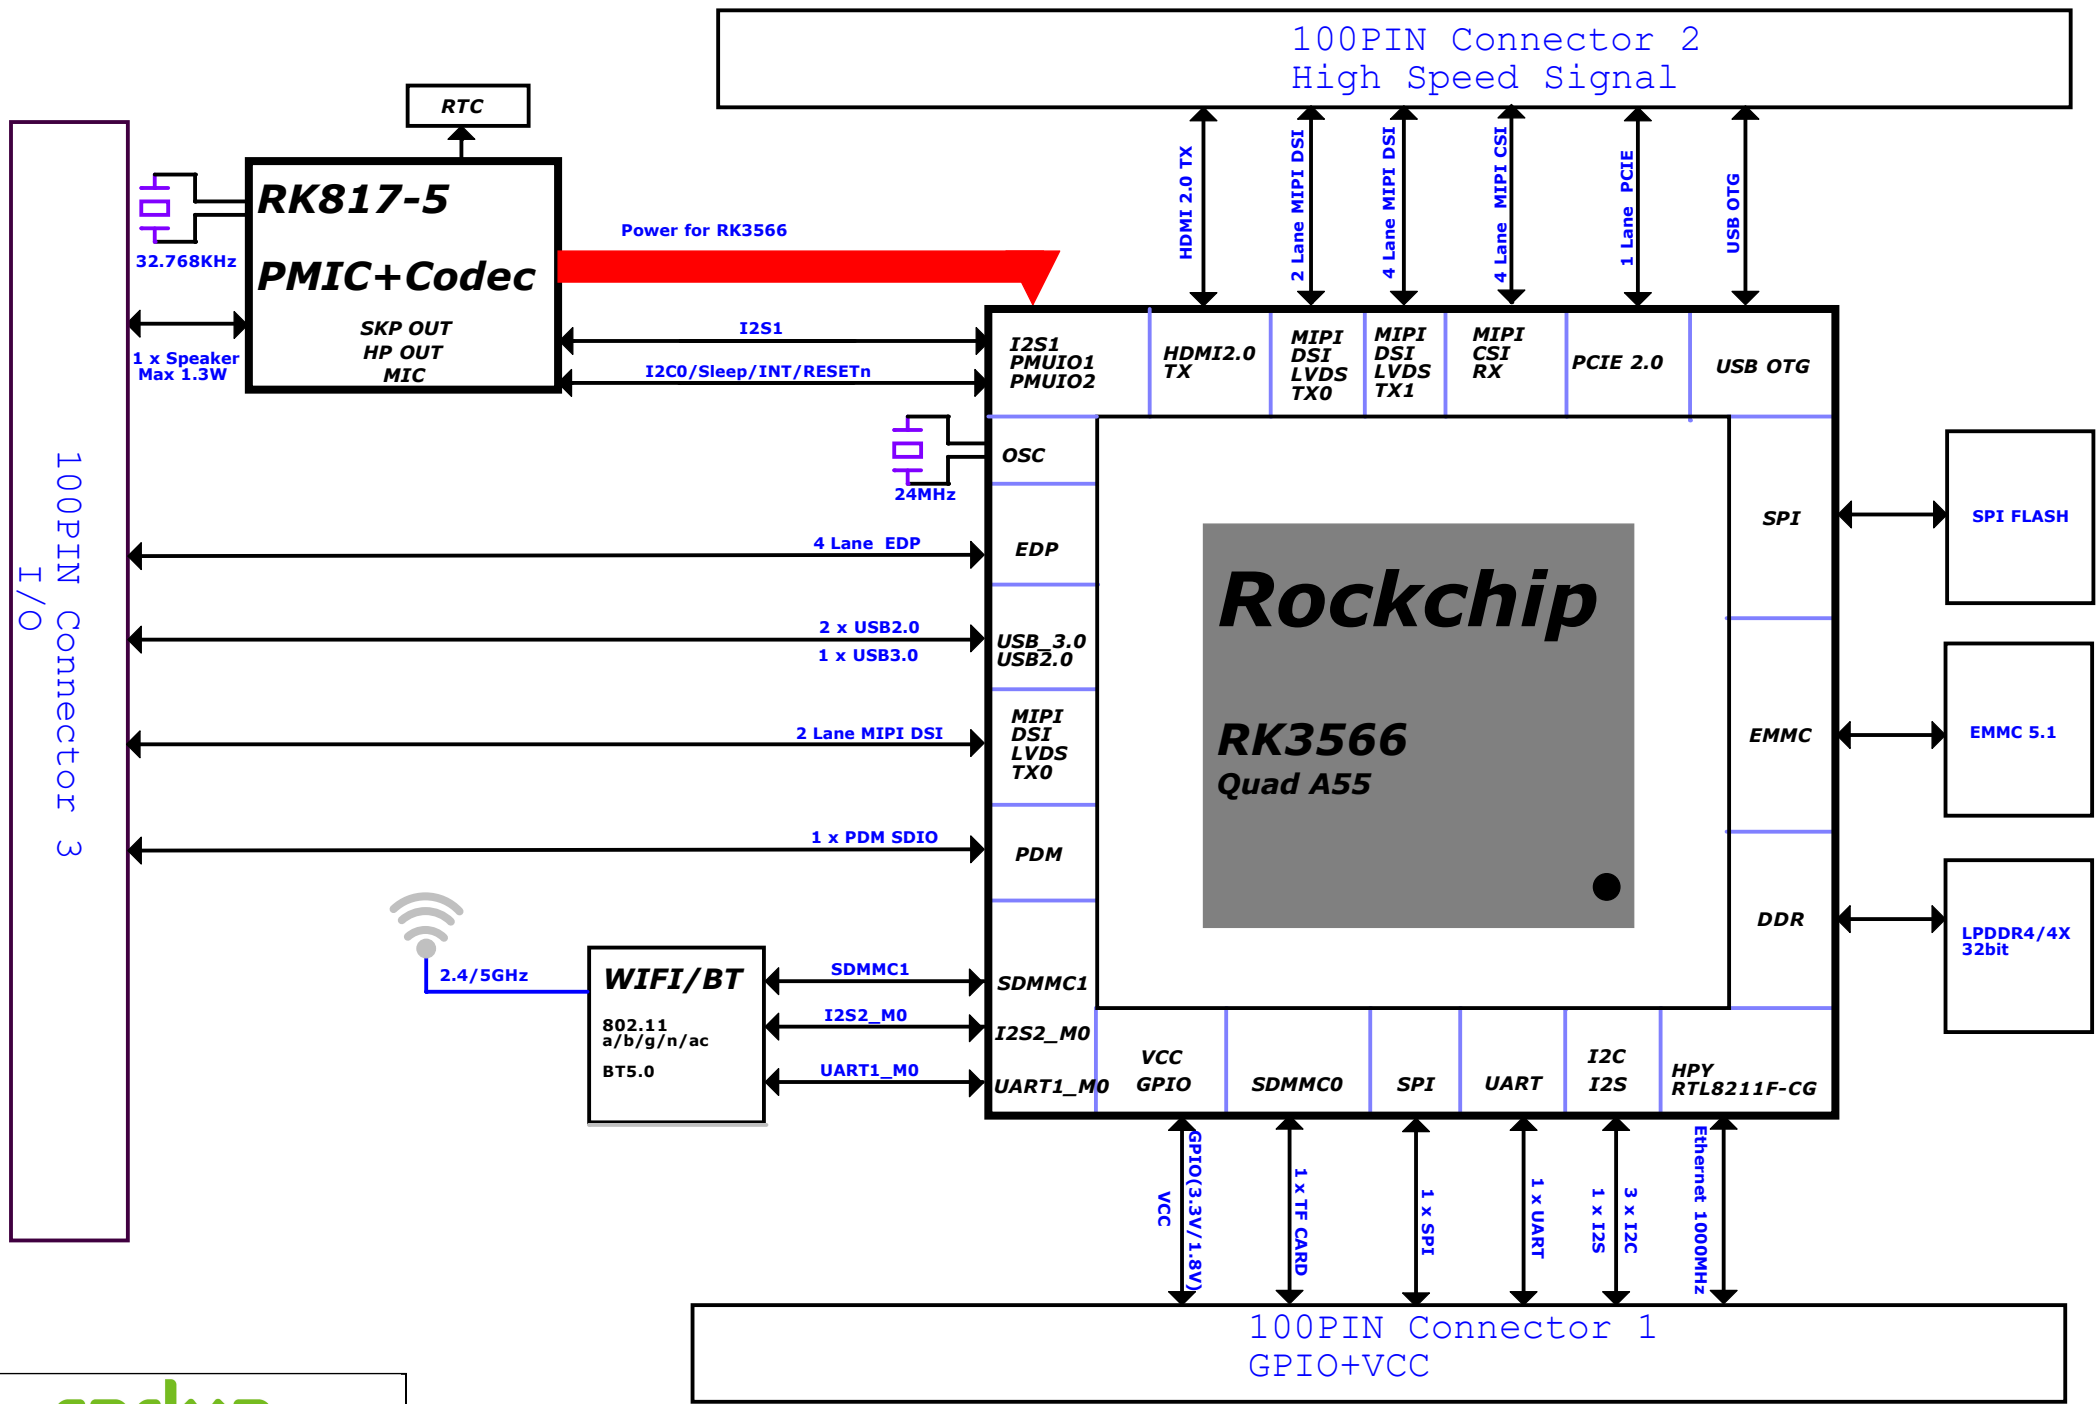 100PIN Connector 2
High Speed Signal
RTC
RK817-5
PMIC+Codec
SKP OUT
HP OUT
MIC
32.768KHz
1 x Speaker
Max 1.3W
Power for RK3566
I2S1
I2C0/Sleep/INT/RESETn
HDMI 2.0 TX
2 Lane MIPI DSI
4 Lane MIPI DSI
4 Lane MIPI CSI
1 Lane PCIE
USB OTG
I2S1
PMUIO1
PMUIO2
HDMI2.0
TX
MIPI
DSI
LVDS
TX0
MIPI
DSI
LVDS
TX1
MIPI
CSI
RX
PCIE 2.0
USB OTG
24MHz
OSC
100PIN Connector 3
I/O
4 Lane EDP
EDP
2 x USB2.0
1 x USB3.0
USB_3.0
USB2.0
2 Lane MIPI DSI
MIPI
DSI
LVDS
TX0
1 x PDM SDIO
PDM
2.4/5GHz
WIFI/BT
802.11
a/b/g/n/ac
BT5.0
SDMMC1
I2S2_M0
UART1_M0
SDMMC1
I2S2_M0
UART1_M0
Rockchip
RK3566
Quad A55
SPI
SPI FLASH
EMMC
EMMC 5.1
DDR
LPDDR4/4X
32bit
VCC
GPIO
SDMMC0
SPI
UART
I2C
I2S
HPY
RTL8211F-CG
GPIO(3.3V/1.8V)
VCC
1 x TF CARD
1 x SPI
1 x UART
3 x I2C
1 x I2S
Ethernet 1000MHz
100PIN Connector 1
GPIO+VCC